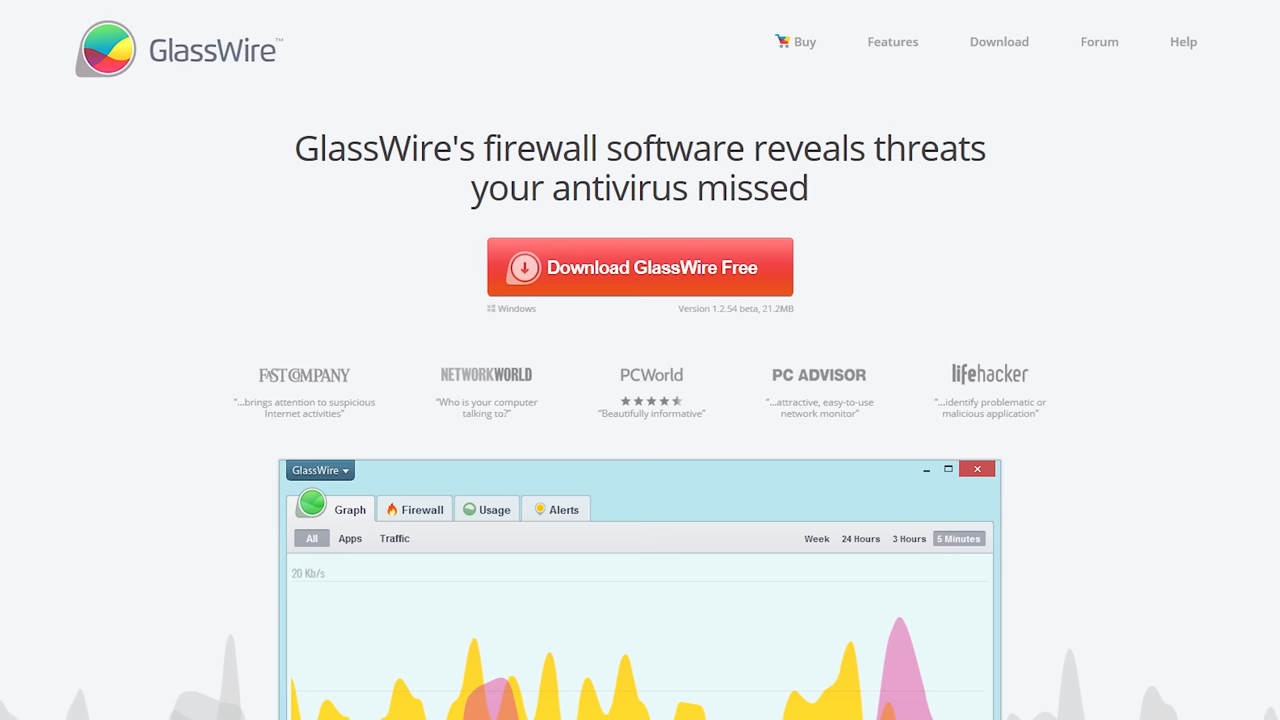 GlassWire™
Buy Features Download Forum Help
GlassWire's firewall software reveals threats
your antivirus missed
Download GlassWire Free
Windows Version 1.2.54 beta, 21.2MB
FAST COMPANY
"...brings attention to suspicious
Internet activities"
NETWORKWORLD
"Who is your computer
talking to?"
PCWorld
"Beautifully informative"
PC ADVISOR
"...attractive, easy-to-use
network monitor"
lifehacker
"...identify problematic or
malicious application"
GlassWire
Graph Firewall Usage Alerts
All Apps Traffic Week 24 Hours 3 Hours 5 Minutes
20 Kb/s